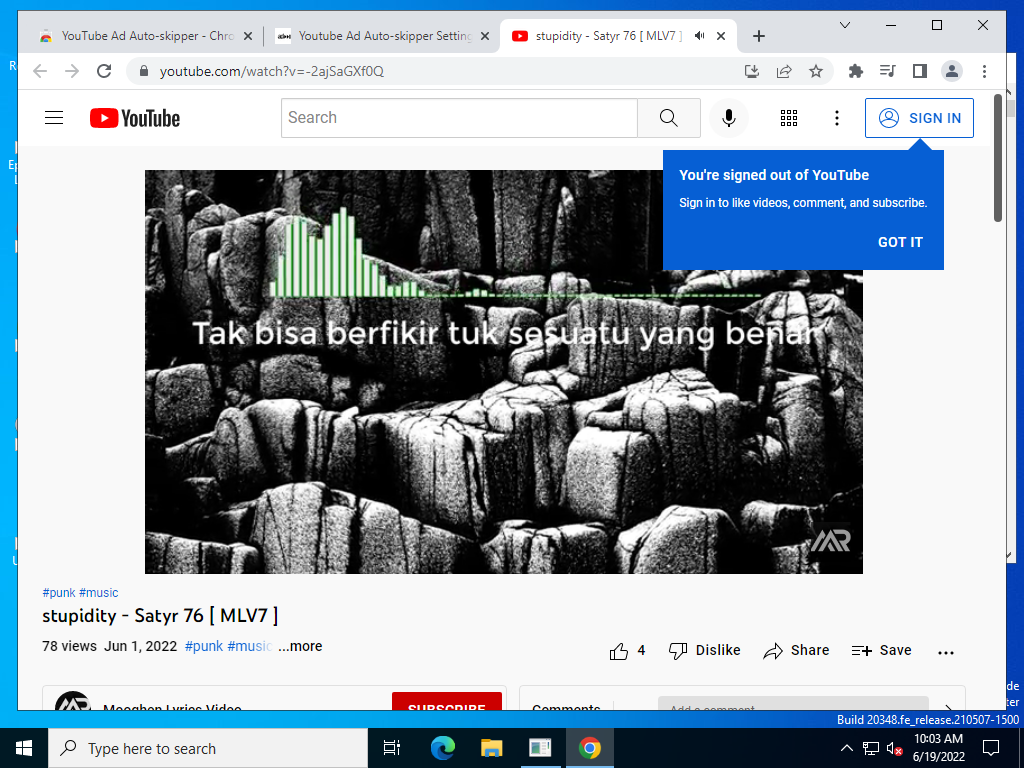 YouTube Ad Auto-skipper - Chro
Youtube Ad Auto-skipper Setting
stupidity - Satyr 76 [ MLV7 ]
youtube.com/watch?v=-2ajSaGXf0Q
YouTube
Search
SIGN IN
You're signed out of YouTube
Sign in to like videos, comment, and subscribe.
GOT IT
Tak bisa berfikir tuk sesuatu yang benar
MR
#punk #music
stupidity - Satyr 76 [ MLV7 ]
78 views Jun 1, 2022 #punk #music ...more
4
Dislike
Share
Save
Mooghen Lyrics Video
SUBSCRIBE
Comments
Add a comment...
Build 20348.fe_release.210507-1500
Type here to search
10:03 AM
6/19/2022